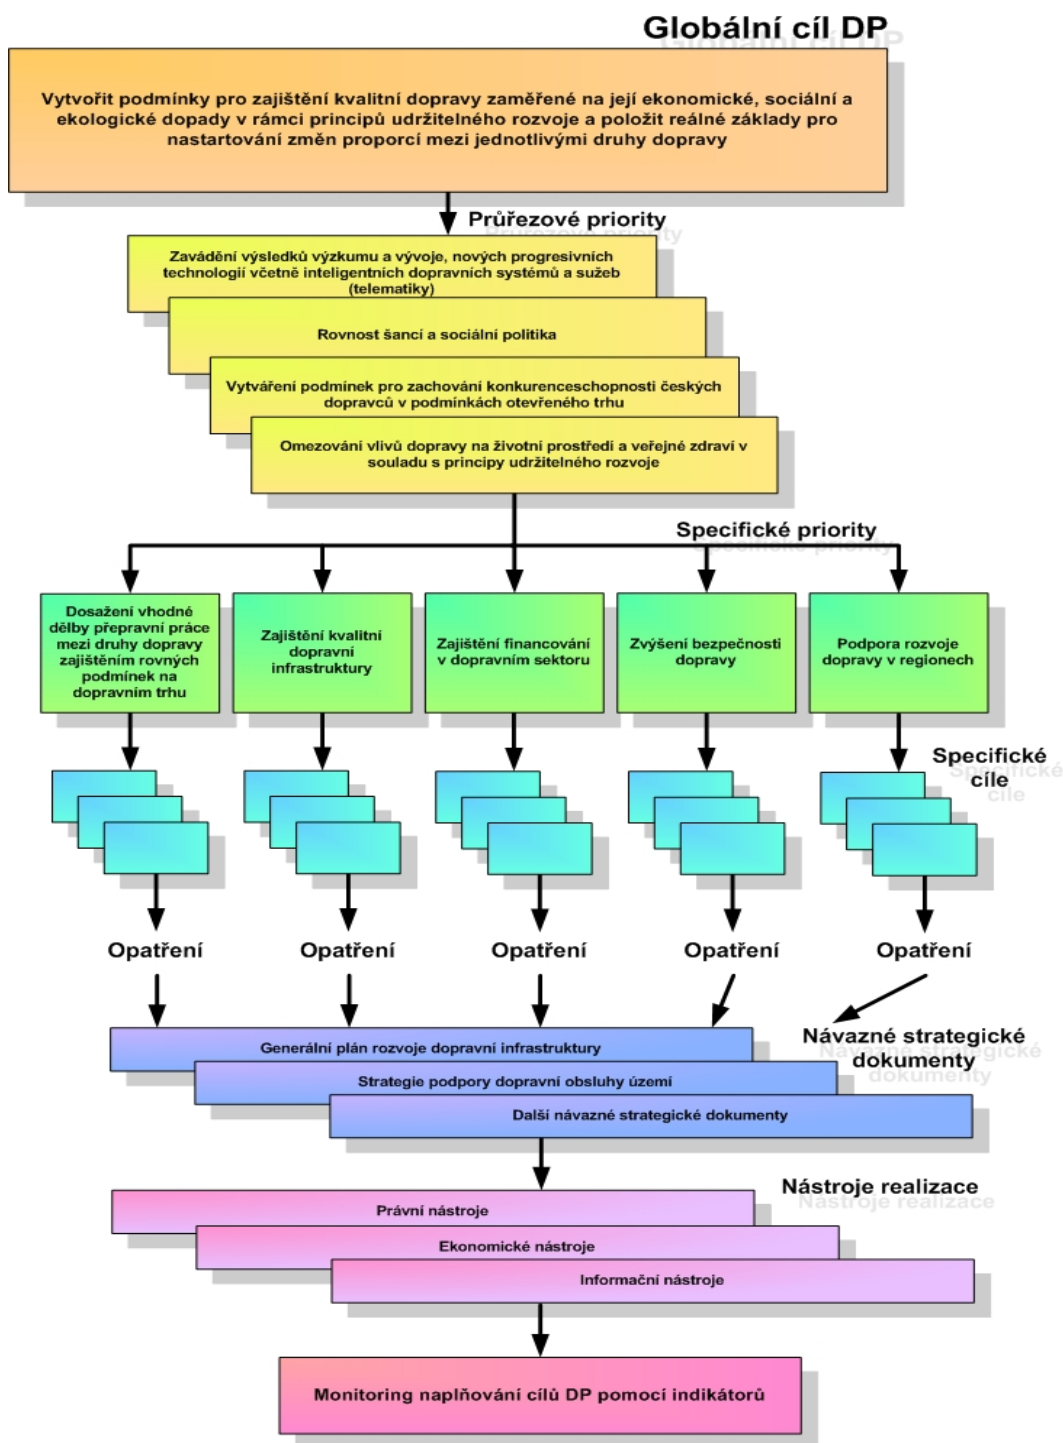 Globální cíl DP
Vytvořit podmínky pro zajištění kvalitní dopravy zaměřené na její ekonomické, sociální a
ekologické dopady v rámci principů udržitelného rozvoje a položit reálné základy pro
nastartování změn proporcí mezi jednotlivými druhy dopravy
Průřezové priority
Zavádění výsledků výzkumu a vývoje, nových progresivních
technologií včetně inteligentních dopravních systémů a sužeb
(telematiky)
Rovnost šancí a sociální politika
Vytváření podmínek pro zachování konkurenceschopnosti českých
dopravců v podmínkách otevřeného trhu
Omezování vlivů dopravy na životní prostředí a veřejné zdraví v
souladu s principy udržitelného rozvoje
Specifické priority
Dosažení vhodné
dělby přepravní práce
mezi druhy dopravy
zajištěním rovných
podmínek na
dopravním trhu
Zajištění kvalitní
dopravní
infrastruktury
Zajištění financování
v dopravním sektoru
Zvýšení bezpečnosti
dopravy
Podpora rozvoje
dopravy v regionech
Specifické
cíle
Opatření
Opatření
Opatření
Opatření
Opatření
Návazné strategické
dokumenty
Generální plán rozvoje dopravní infrastruktury
Strategie podpory dopravní obsluhy území
Další návazné strategické dokumenty
Nástroje realizace
Právní nástroje
Ekonomické nástroje
Informační nástroje
Monitoring naplňování cílů DP pomocí indikátorů